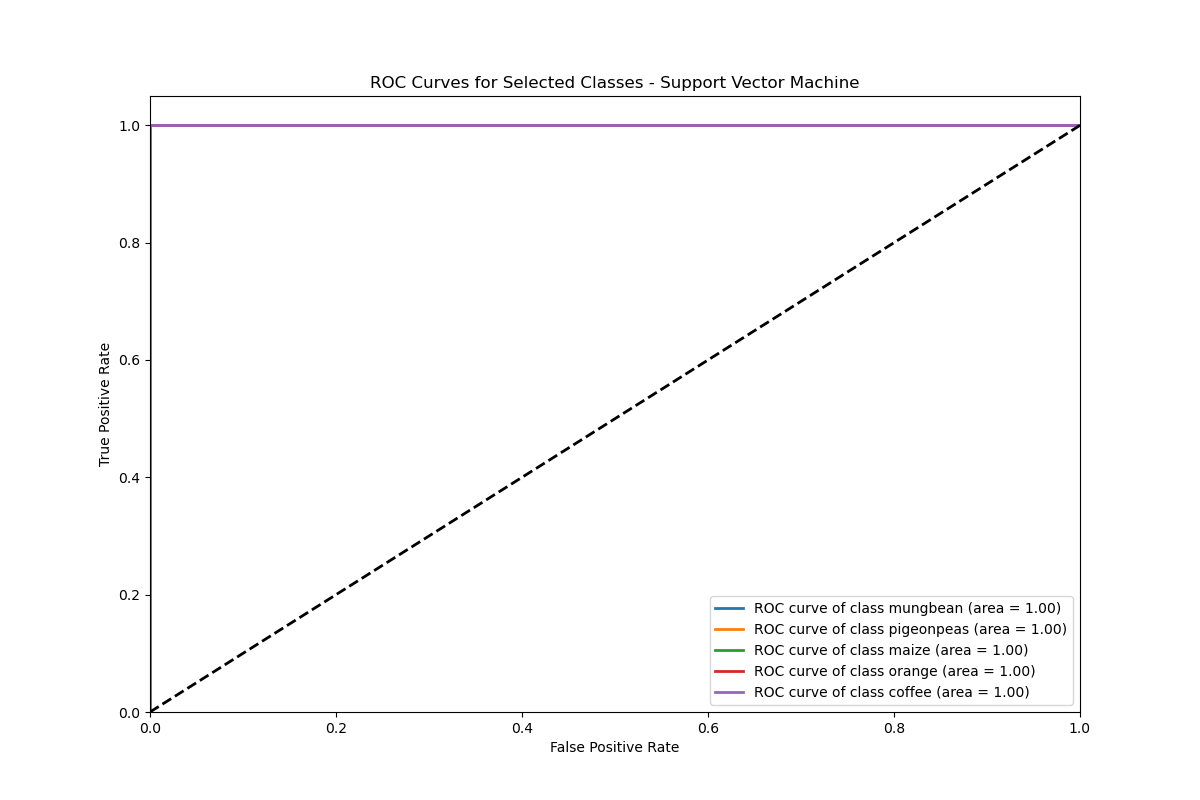 ROC Curves for Selected Classes - Support Vector Machine
True Positive Rate
1.0
0.8
0.6
0.4
0.2
0.0
0.0 0.2 0.4 0.6 0.8 1.0
False Positive Rate
ROC curve of class mungbean (area = 1.00)
ROC curve of class pigeonpeas (area = 1.00)
ROC curve of class maize (area = 1.00)
ROC curve of class orange (area = 1.00)
ROC curve of class coffee (area = 1.00)